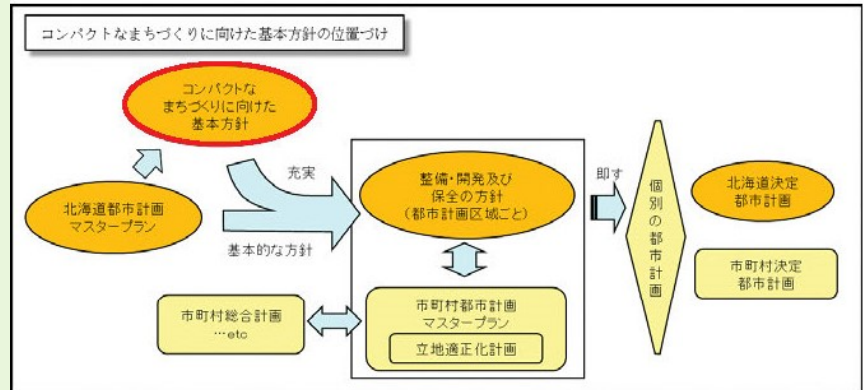 コンパクトなまちづくりに向けた基本方針の位置づけ
コンパクトな
まちづくりに向けた
基本方針
充実
北海道都市計画
マスタープラン
基本的な方針
整備・開発及び
保全の方針
(都市計画区域ごと)
即す
個別の都市計画
北海道決定
都市計画
市町村決定
都市計画
市町村総合計画
…etc
市町村都市計画
マスタープラン
立地適正化計画